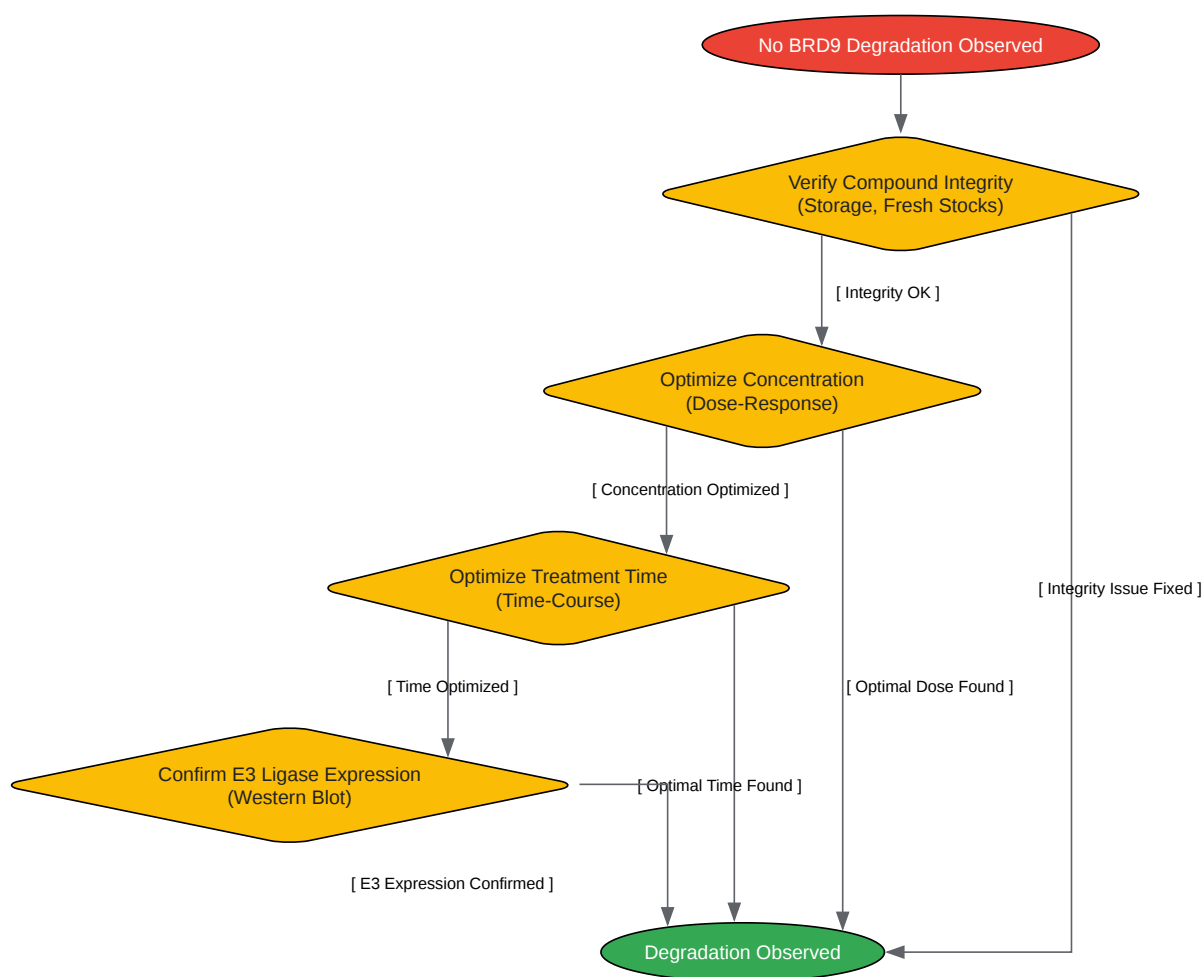 No BRD9 Degradation Observed
Verify Compound Integrity
(Storage, Fresh Stocks)
[ Integrity OK ]
Optimize Concentration
(Dose-Response)
[ Concentration Optimized ]
Optimize Treatment Time
(Time-Course)
[ Integrity Issue Fixed ]
[ Time Optimized ]
[ Optimal Dose Found ]
Confirm E3 Ligase Expression
(Western Blot)
[ Optimal Time Found ]
[ E3 Expression Confirmed ]
Degradation Observed